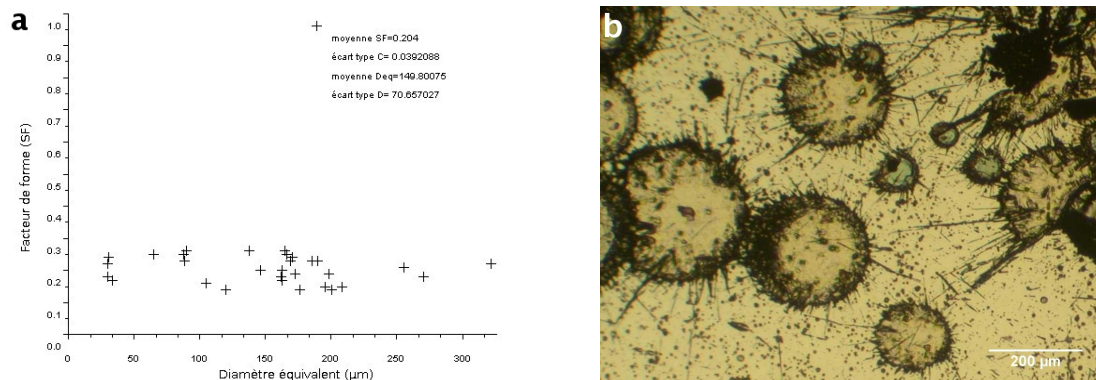 a
1.0
0.9
0.8
0.7
0.6
0.5
0.4
0.3
0.2
0.1
0.0
Facteur de forme (SF)
moyenne SF=0.204
écart type C= 0.0392088
moyenne Deq=149.80075
écart type D= 70.657027
0 50 100 150 200 250 300
Diamètre équivalent (µm)
b
200 µm